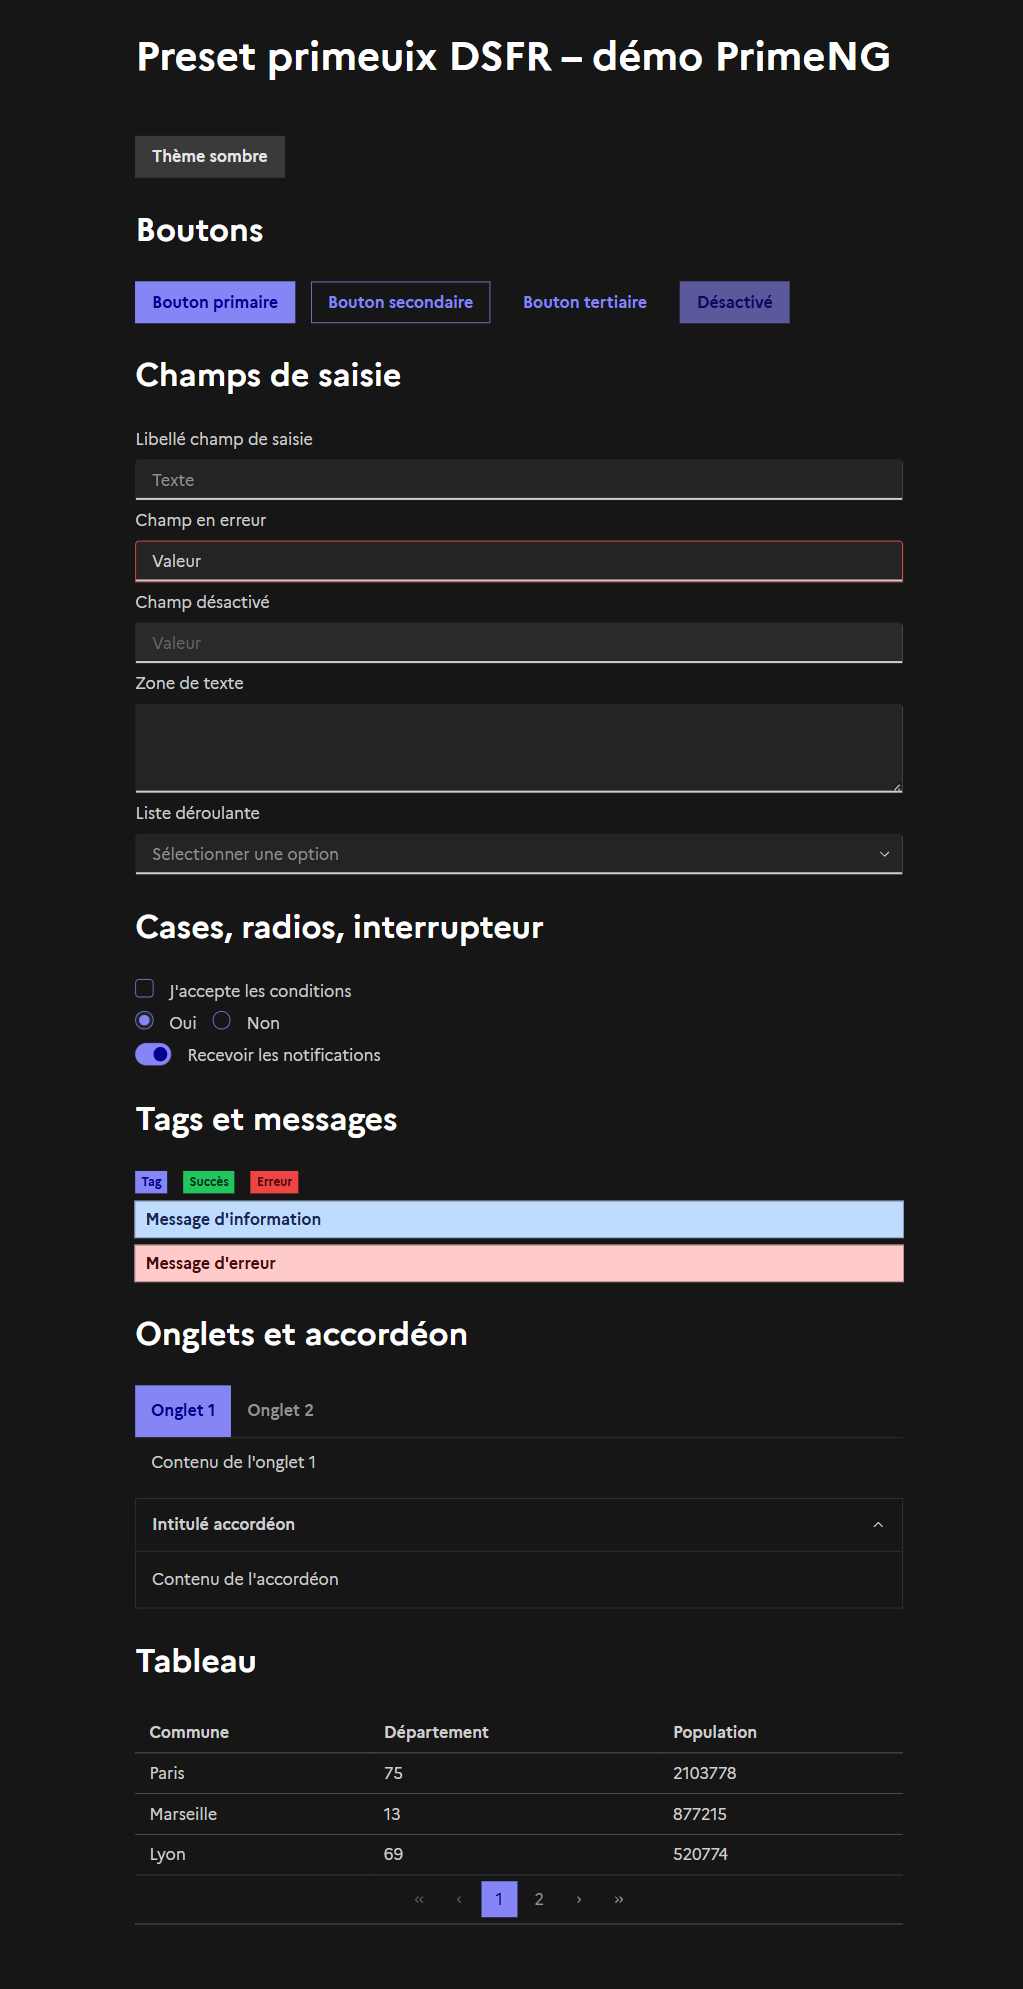 Preset primeuix DSFR – démo PrimeNG
Thème sombre
Boutons
Bouton primaire Bouton secondaire Bouton tertiaire Désactivé
Champs de saisie
Libellé champ de saisie
Texte
Champ en erreur
Valeur
Champ désactivé
Valeur
Zone de texte
Liste déroulante
Sélectionner une option
Cases, radios, interrupteur
J'accepte les conditions
Oui Non
Recevoir les notifications
Tags et messages
Tag Succès Erreur
Message d'information
Message d'erreur
Onglets et accordéon
Onglet 1 Onglet 2
Contenu de l'onglet 1
Intitulé accordéon
Contenu de l'accordéon
Tableau
Commune Département Population
Paris 75 2103778
Marseille 13 877215
Lyon 69 520774
« ‹ 1 2 › »